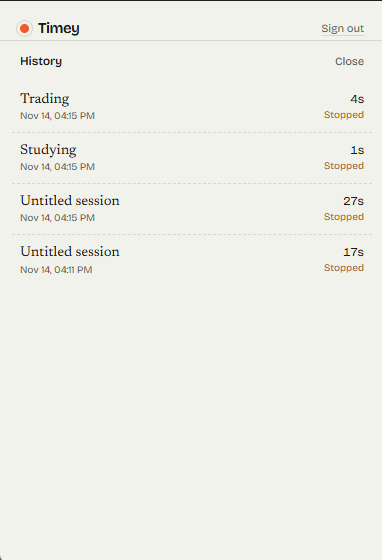 Timey
Sign out
History
Close
Trading
4s
Nov 14, 04:15 PM
Stopped
Studying
1s
Nov 14, 04:15 PM
Stopped
Untitled session
27s
Nov 14, 04:15 PM
Stopped
Untitled session
17s
Nov 14, 04:11 PM
Stopped